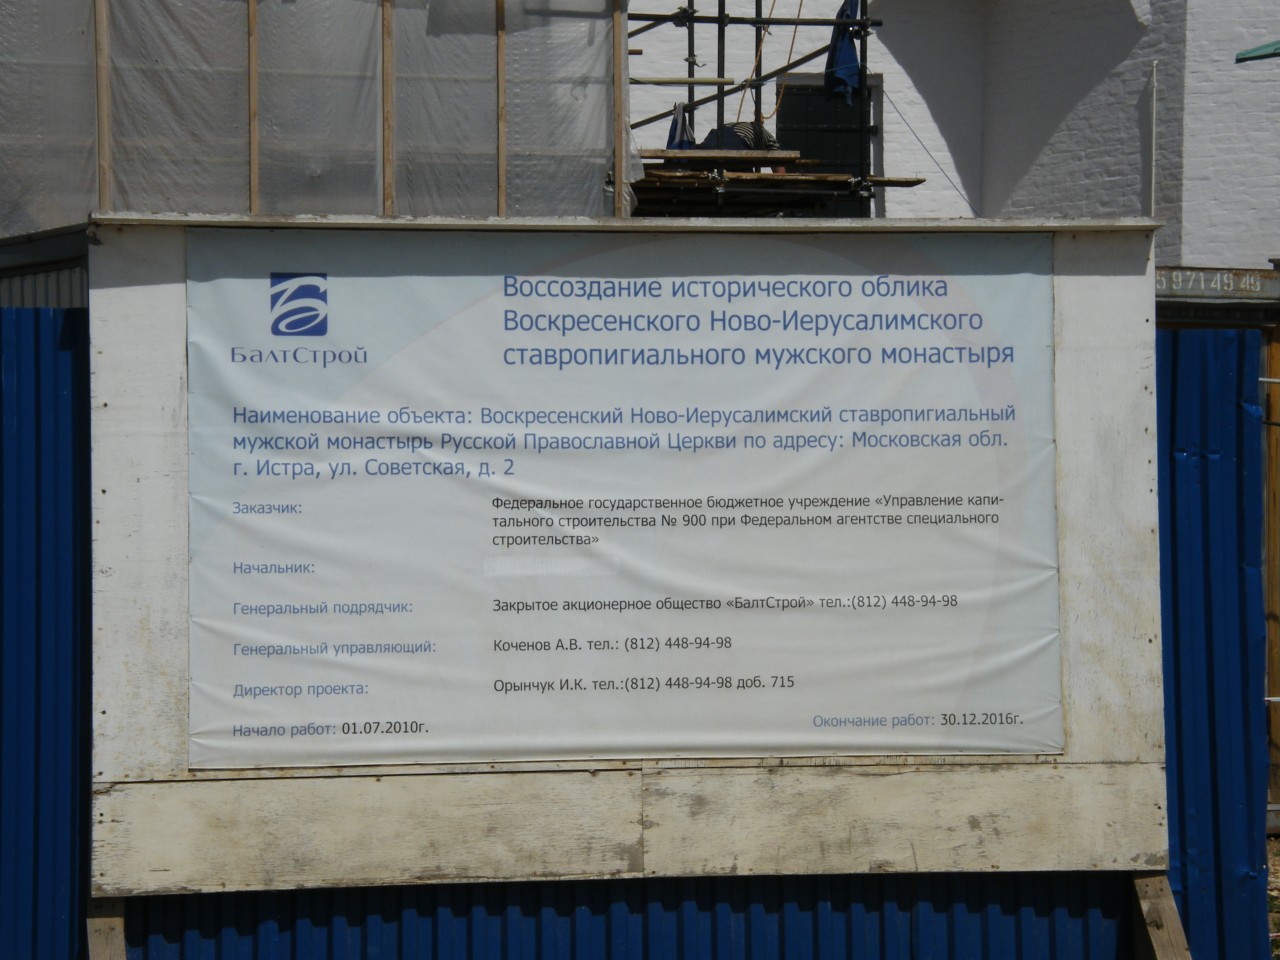 5 971 49 49
БалтСтрой
Воссоздание исторического облика
Воскресенского Ново-Иерусалимского
ставропигиального мужского монастыря
Наименование объекта: Воскресенский Ново-Иерусалимский ставропигиальный
мужской монастырь Русской Православной Церкви по адресу: Московская обл.
г. Истра, ул. Советская, д. 2
Заказчик: Федеральное государственное бюджетное учреждение «Управление капи-
тального строительства № 900 при Федеральном агентстве специального
строительства»
Начальник:
Генеральный подрядчик: Закрытое акционерное общество «БалтСтрой» тел.:(812) 448-94-98
Генеральный управляющий: Коченов А.В. тел.: (812) 448-94-98
Директор проекта: Орынчук И.К. тел.:(812) 448-94-98 доб. 715
Начало работ: 01.07.2010г. Окончание работ: 30.12.2016г.